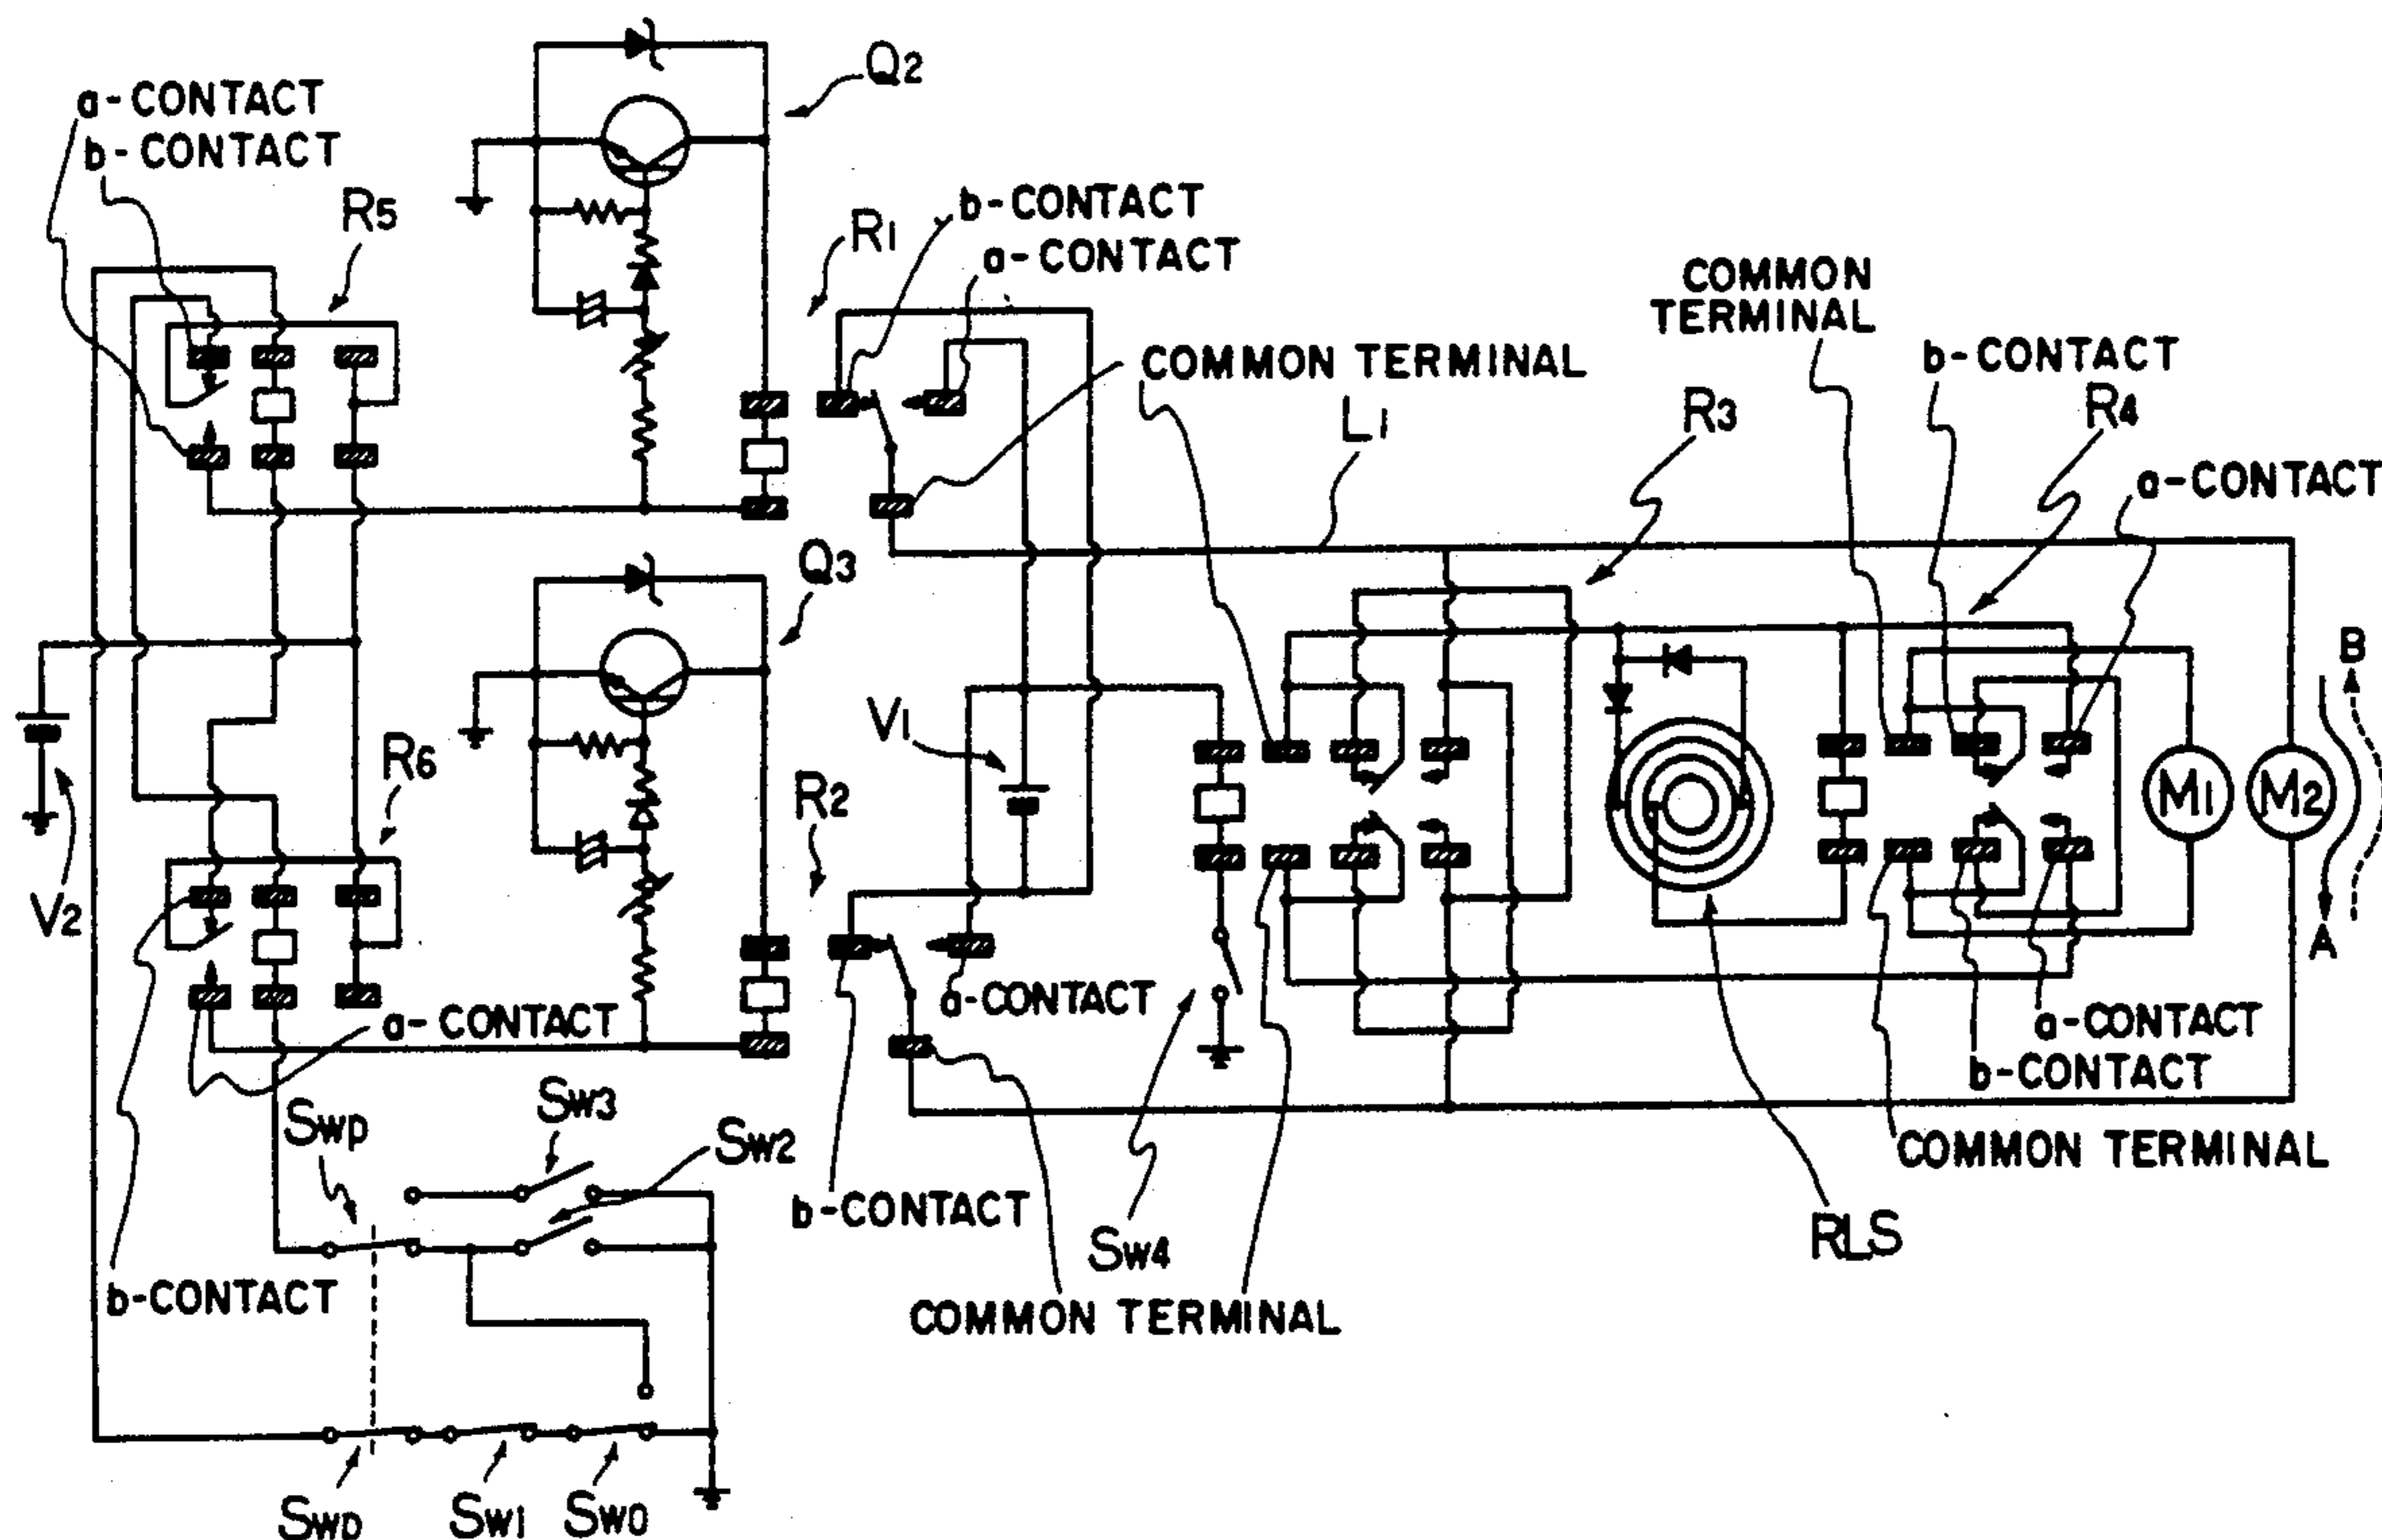 Q2
a-CONTACT
b-CONTACT
R5
R1
b-CONTACT
a-CONTACT
COMMON
TERMINAL
COMMON TERMINAL
b-CONTACT
R3
R4
L1
a-CONTACT
Q3
B
V1
R6
R2
M1
M2
V2
A
a-CONTACT
a-CONTACT
a-CONTACT
b-CONTACT
SW3
SWP
SW2
COMMON TERMINAL
b-CONTACT
SW4
RLS
b-CONTACT
COMMON TERMINAL
SWP
SW1
SWO